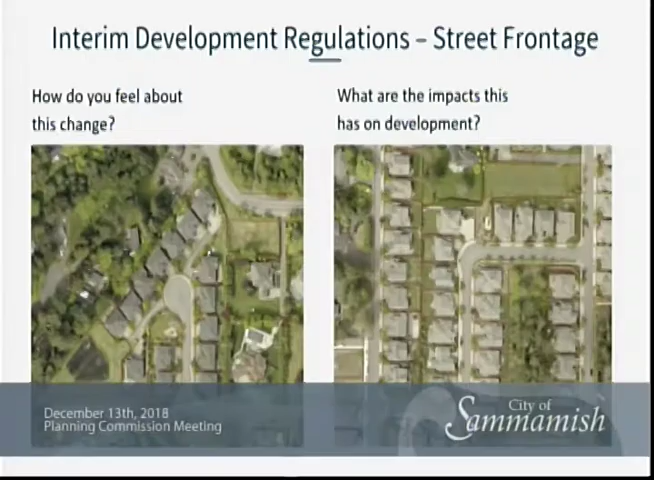 Interim Development Regulations – Street Frontage
How do you feel about
this change?
What are the impacts this
has on development?
December 13th, 2018
Planning Commission Meeting
City of
Sammamish